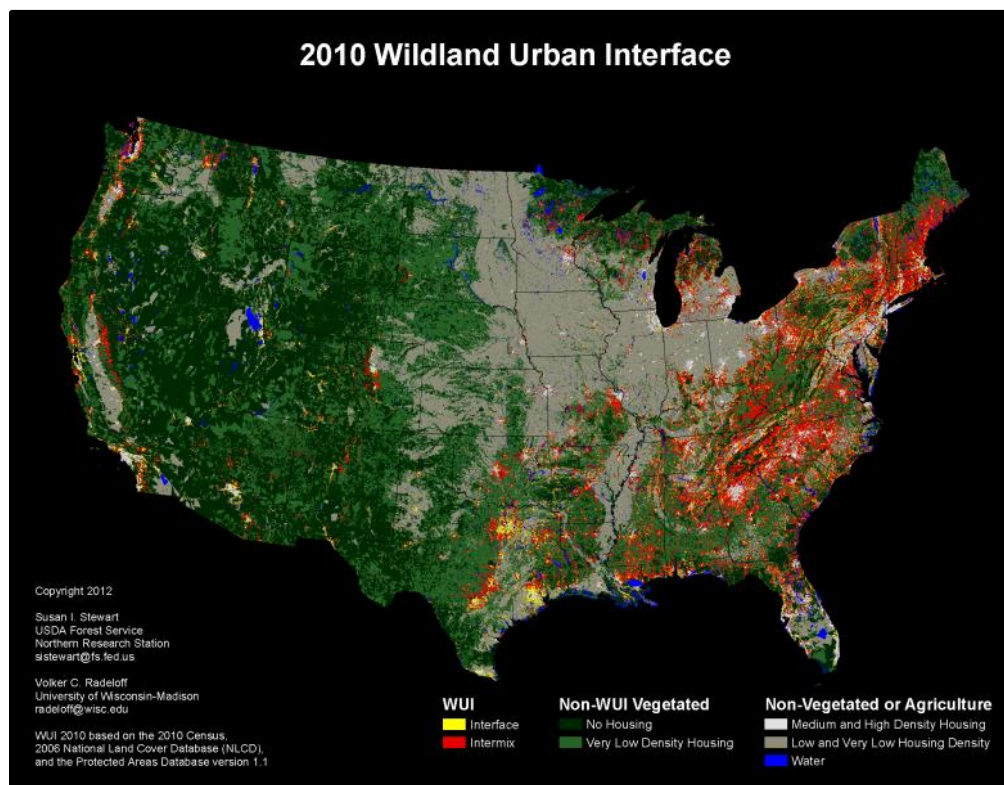 2010 Wildland Urban Interface
Copyright 2012
Susan I. Stewart
USDA Forest Service
Northern Research Station
sistewart@fs.fed.us
Volker C. Radeloff
University of Wisconsin-Madison
radeloff@wisc.edu
WUI 2010 based on the 2010 Census,
2006 National Land Cover Database (NLCD),
and the Protected Areas Database version 1.1
WUI
Interface
Intermix
Non-WUI Vegetated
No Housing
Very Low Density Housing
Non-Vegetated or Agriculture
Medium and High Density Housing
Low and Very Low Housing Density
Water